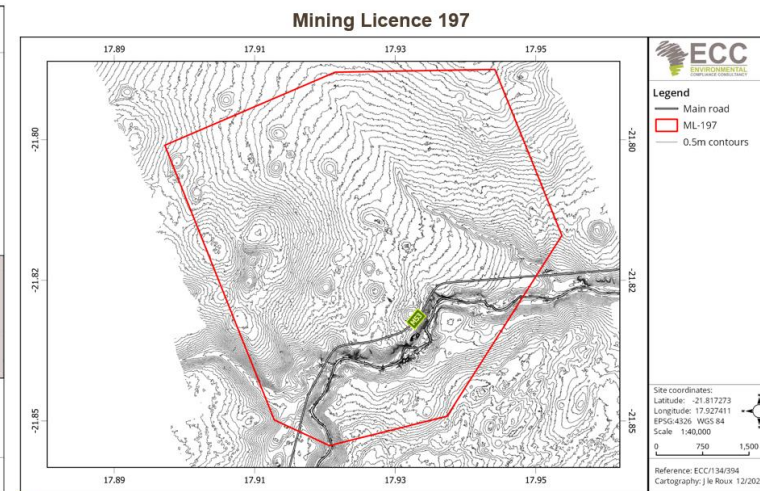 Mining Licence 197
17.89 17.91 17.93 17.95
-21.80 -21.80
-21.82 -21.82
-21.85 -21.85
17.89 17.91 17.93 17.95
ECC
ENVIRONMENTAL
COMPLIANCE CONSULTANCY
Legend
Main road
ML-197
0.5m contours
Site coordinates:
Latitude: -21.817273
Longitude: 17.927411
EPSG:4326 WGS 84
Scale 1:40,000
0 750 1,500
Reference: ECC/134/394
Cartography: J le Roux 12/202